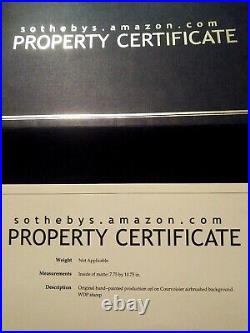 sothebys.amazon.com
PROPERTY CERTIFICATE
sothebys.amazon.com
PROPERTY CERTIFICATE
Weight Not Applicable
Measurements Inside of matte: 7.75 by 11.75 in.
Description Original hand-painted production cel on Courvoisier airbrushed background.
WDP stamp